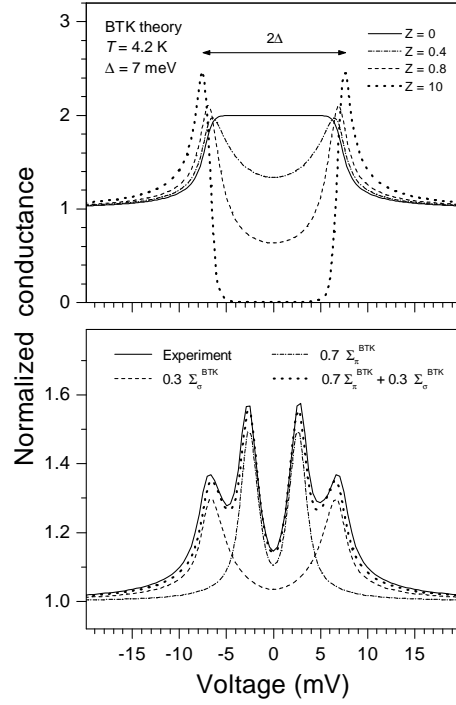 BTK theory
T = 4.2 K
Δ = 7 meV
2Δ
Z = 0
Z = 0.4
Z = 0.8
Z = 10
3
2
1
0
Normalized conductance
Experiment
0.7 Σπ^BTK
0.3 Σσ^BTK
0.7 Σπ^BTK + 0.3 Σσ^BTK
1.6
1.4
1.2
1.0
-15 -10 -5 0 5 10 15
Voltage (mV)